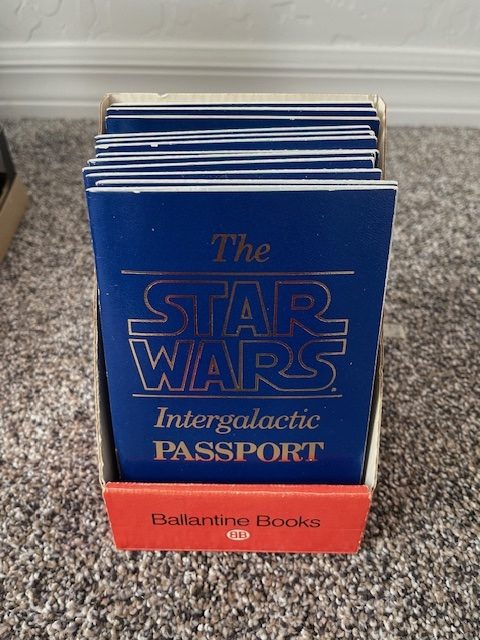 The
STAR
WARS
Intergalactic
PASSPORT
Ballantine Books
BB